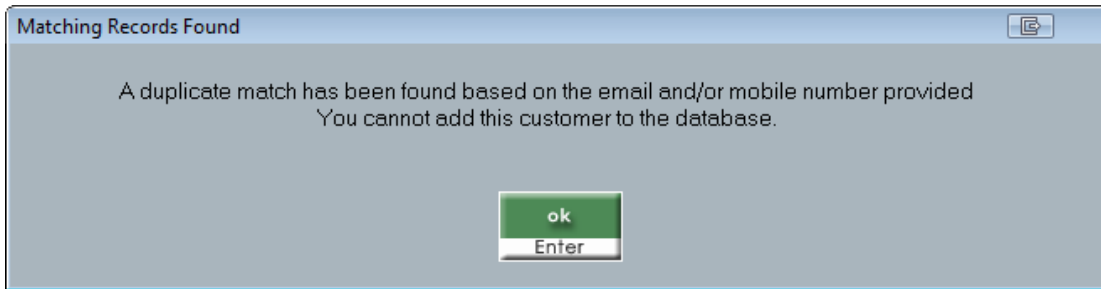 Matching Records Found
A duplicate match has been found based on the email and/or mobile number provided
You cannot add this customer to the database.
ok
Enter